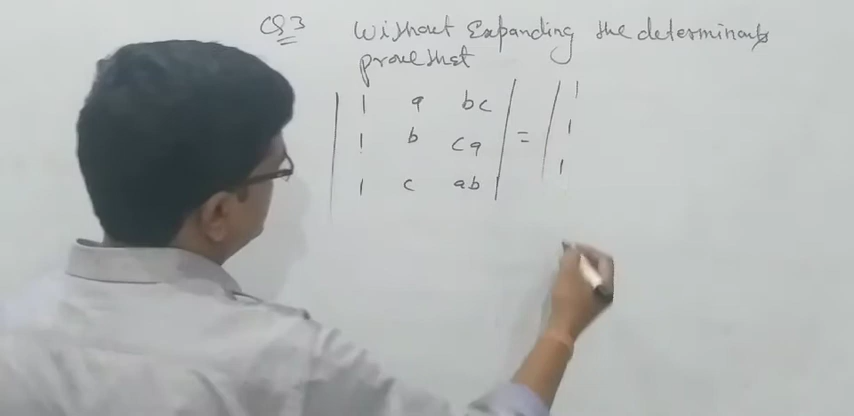 Q3 Without Expanding the determinants
prove that
| 1 a bc | = | 1
| 1 b ca | 1
| 1 c ab | 1